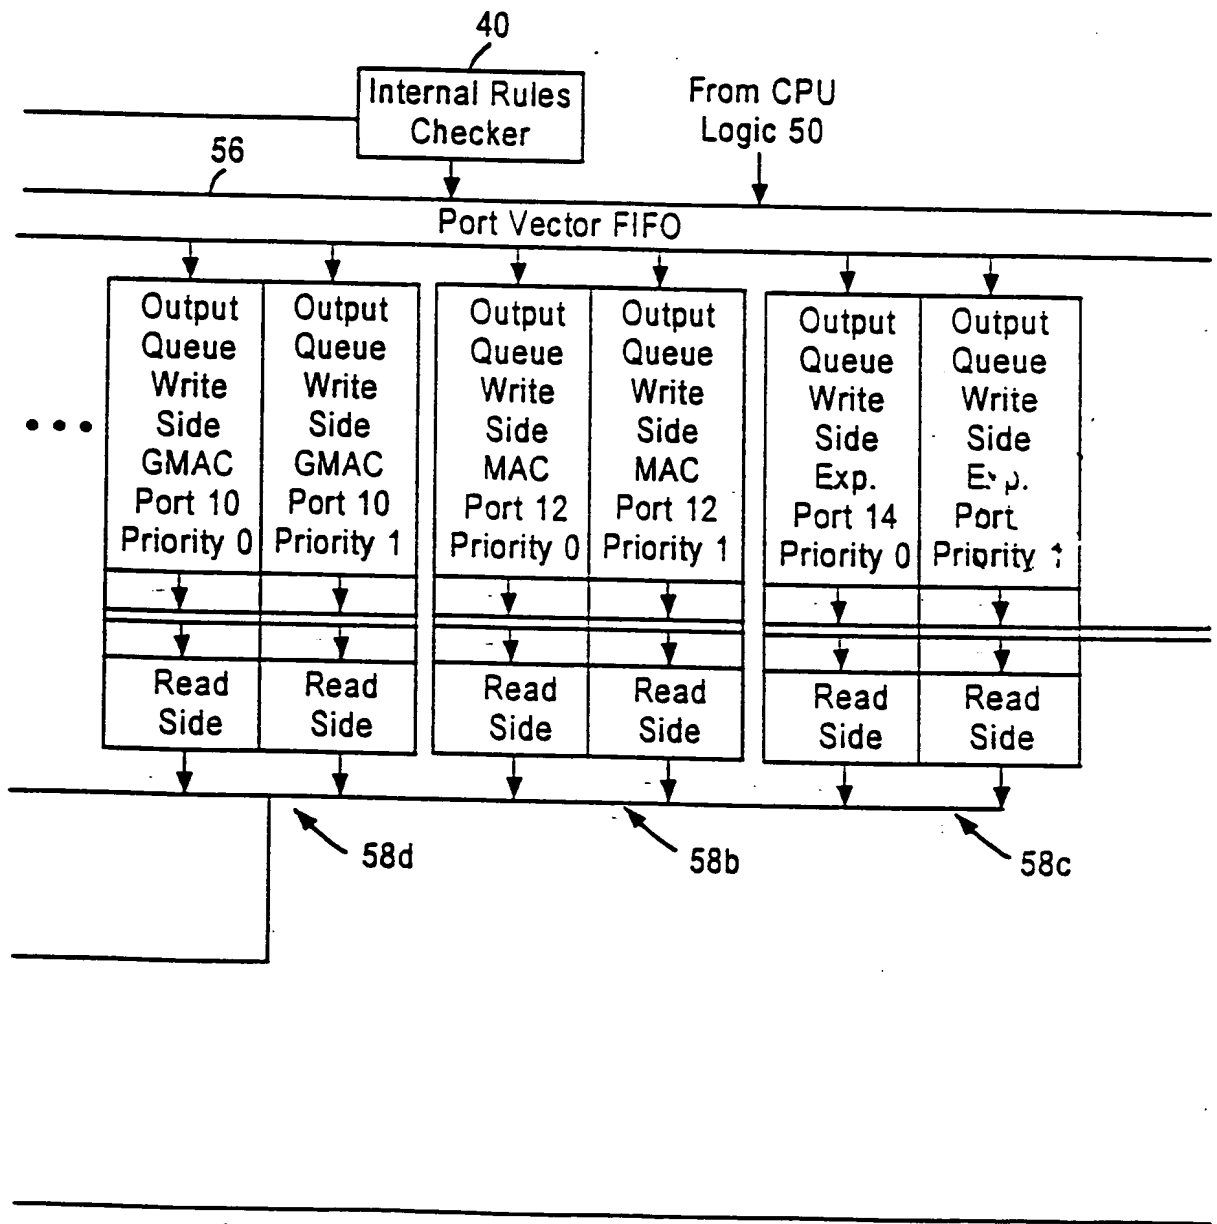 40
Internal Rules
Checker
From CPU
Logic 50
56
Port Vector FIFO
Output
Queue
Write
Side
GMAC
Port 10
Priority 0
Output
Queue
Write
Side
GMAC
Port 10
Priority 1
Output
Queue
Write
Side
MAC
Port 12
Priority 0
Output
Queue
Write
Side
MAC
Port 12
Priority 1
Output
Queue
Write
Side
Exp.
Port 14
Priority 0
Output
Queue
Write
Side
Exp.
Port
Priority 1
Read
Side
Read
Side
Read
Side
Read
Side
Read
Side
Read
Side
58d
58b
58c